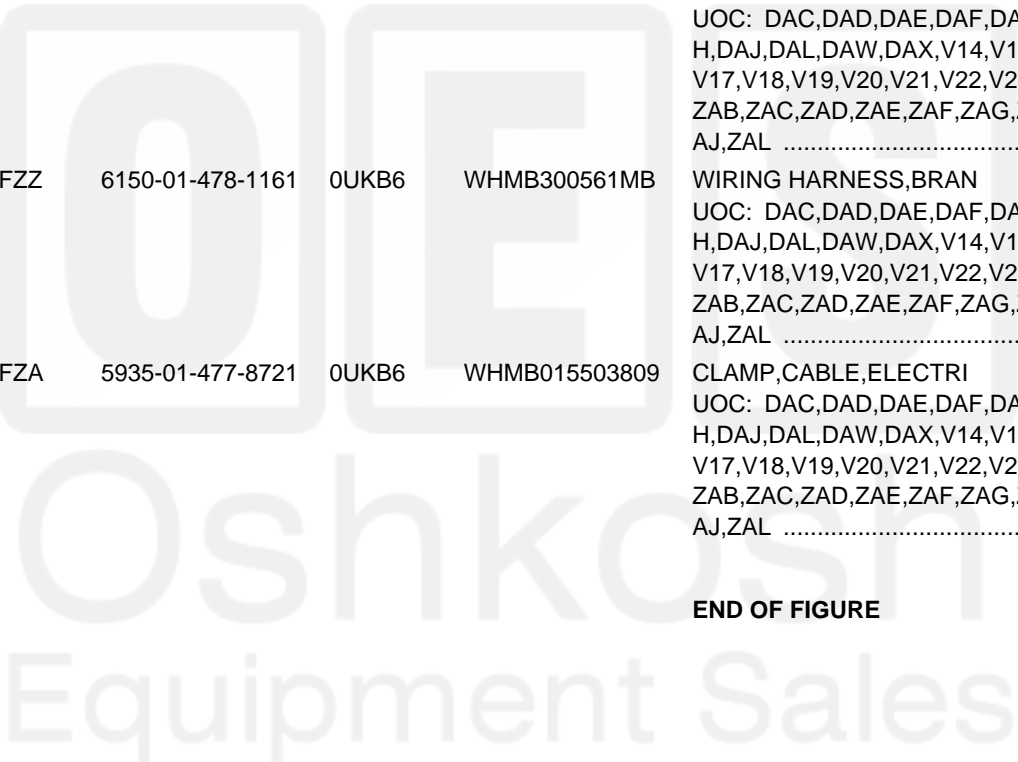 UOC: DAC,DAD,DAE,DAF,DA
H,DAJ,DAL,DAW,DAX,V14,V1
V17,V18,V19,V20,V21,V22,V2
ZAB,ZAC,ZAD,ZAE,ZAF,ZAG,
AJ,ZAL ....................................
FZZ 6150-01-478-1161 0UKB6 WHMB300561MB WIRING HARNESS,BRAN
UOC: DAC,DAD,DAE,DAF,DA
H,DAJ,DAL,DAW,DAX,V14,V1
V17,V18,V19,V20,V21,V22,V2
ZAB,ZAC,ZAD,ZAE,ZAF,ZAG,
AJ,ZAL ....................................
FZA 5935-01-477-8721 0UKB6 WHMB015503809 CLAMP,CABLE,ELECTRI
UOC: DAC,DAD,DAE,DAF,DA
H,DAJ,DAL,DAW,DAX,V14,V1
V17,V18,V19,V20,V21,V22,V2
ZAB,ZAC,ZAD,ZAE,ZAF,ZAG,
AJ,ZAL ....................................
END OF FIGURE
OES
Oshkosh
Equipment Sales